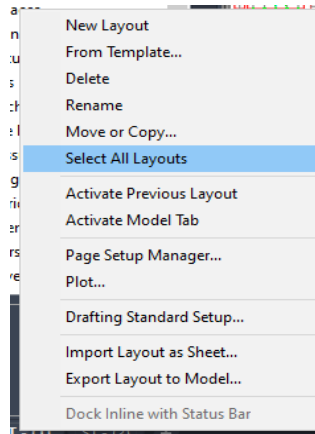 New Layout
From Template...
Delete
Rename
Move or Copy...
Select All Layouts
Activate Previous Layout
Activate Model Tab
Page Setup Manager...
Plot...
Drafting Standard Setup...
Import Layout as Sheet...
Export Layout to Model...
Dock Inline with Status Bar